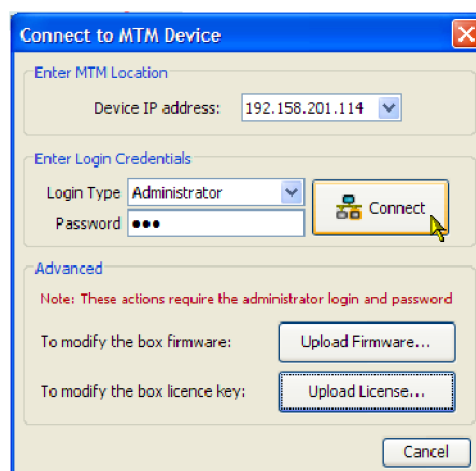 Connect to MTM Device
Enter MTM Location
Device IP address: 192.158.201.114
Enter Login Credentials
Login Type Administrator
Connect
Password ●●●
Advanced
Note: These actions require the administrator login and password
To modify the box firmware: Upload Firmware...
To modify the box licence key: Upload License...
Cancel